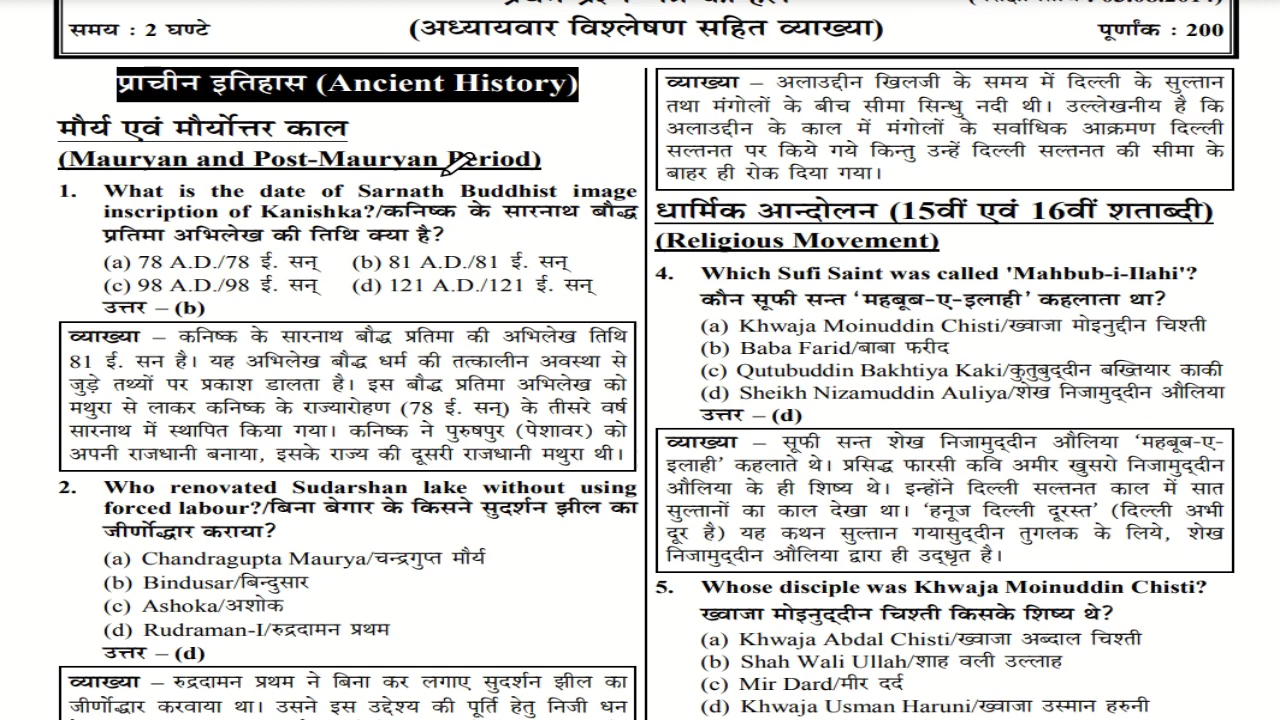 समय : 2 घण्टे
(अध्यायवार विश्लेषण सहित व्याख्या)
पूर्णांक : 200
प्राचीन इतिहास (Ancient History)
मौर्य एवं मौर्योत्तर काल
(Mauryan and Post-Mauryan Period)
1. What is the date of Sarnath Buddhist image
inscription of Kanishka?/कनिष्क के सारनाथ बौद्ध
प्रतिमा अभिलेख की तिथि क्या है?
(a) 78 A.D./78 ई. सन् (b) 81 A.D./81 ई. सन्
(c) 98 A.D./98 ई. सन् (d) 121 A.D./121 ई. सन्
उत्तर – (b)
व्याख्या – कनिष्क के सारनाथ बौद्ध प्रतिमा की अभिलेख तिथि
81 ई. सन है। यह अभिलेख बौद्ध धर्म की तत्कालीन अवस्था से
जुड़े तथ्यों पर प्रकाश डालता है। इस बौद्ध प्रतिमा अभिलेख को
मथुरा से लाकर कनिष्क के राज्यारोहण (78 ई. सन्) के तीसरे वर्ष
सारनाथ में स्थापित किया गया। कनिष्क ने पुरुषपुर (पेशावर) को
अपनी राजधानी बनाया, इसके राज्य की दूसरी राजधानी मथुरा थी।
2. Who renovated Sudarshan lake without using
forced labour?/बिना बेगार के किसने सुदर्शन झील का
जीर्णोद्धार कराया?
(a) Chandragupta Maurya/चन्द्रगुप्त मौर्य
(b) Bindusar/बिन्दुसार
(c) Ashoka/अशोक
(d) Rudraman-I/रुद्रदामन प्रथम
उत्तर – (d)
व्याख्या – रुद्रदामन प्रथम ने बिना कर लगाए सुदर्शन झील का
जीर्णोद्धार करवाया था। उसने इस उद्देश्य की पूर्ति हेतु निजी धन
व्याख्या – अलाउद्दीन खिलजी के समय में दिल्ली के सुल्तान
तथा मंगोलों के बीच सीमा सिन्धु नदी थी। उल्लेखनीय है कि
अलाउद्दीन के काल में मंगोलों के सर्वाधिक आक्रमण दिल्ली
सल्तनत पर किये गये किन्तु उन्हें दिल्ली सल्तनत की सीमा के
बाहर ही रोक दिया गया।
धार्मिक आन्दोलन (15वीं एवं 16वीं शताब्दी)
(Religious Movement)
4. Which Sufi Saint was called 'Mahbub-i-Ilahi'?
कौन सूफी सन्त ‘महबूब-ए-इलाही’ कहलाता था?
(a) Khwaja Moinuddin Chisti/ख्वाजा मोइनुद्दीन चिश्ती
(b) Baba Farid/बाबा फरीद
(c) Qutubuddin Bakhtiya Kaki/कुतुबुद्दीन बख्तियार काकी
(d) Sheikh Nizamuddin Auliya/शेख निजामुद्दीन औलिया
उत्तर – (d)
व्याख्या – सूफी सन्त शेख निजामुद्दीन औलिया ‘महबूब-ए-
इलाही’ कहलाते थे। प्रसिद्ध फारसी कवि अमीर खुसरो निजामुद्दीन
औलिया के ही शिष्य थे। इन्होंने दिल्ली सल्तनत काल में सात
सुल्तानों का काल देखा था। ‘हनूज दिल्ली दूरस्त’ (दिल्ली अभी
दूर है) यह कथन सुल्तान गयासुद्दीन तुगलक के लिये, शेख
निजामुद्दीन औलिया द्वारा ही उद्धृत है।
5. Whose disciple was Khwaja Moinuddin Chisti?
ख्वाजा मोइनुद्दीन चिश्ती किसके शिष्य थे?
(a) Khwaja Abdal Chisti/ख्वाजा अब्दाल चिश्ती
(b) Shah Wali Ullah/शाह वली उल्लाह
(c) Mir Dard/मीर दर्द
(d) Khwaja Usman Haruni/ख्वाजा उस्मान हरुनी